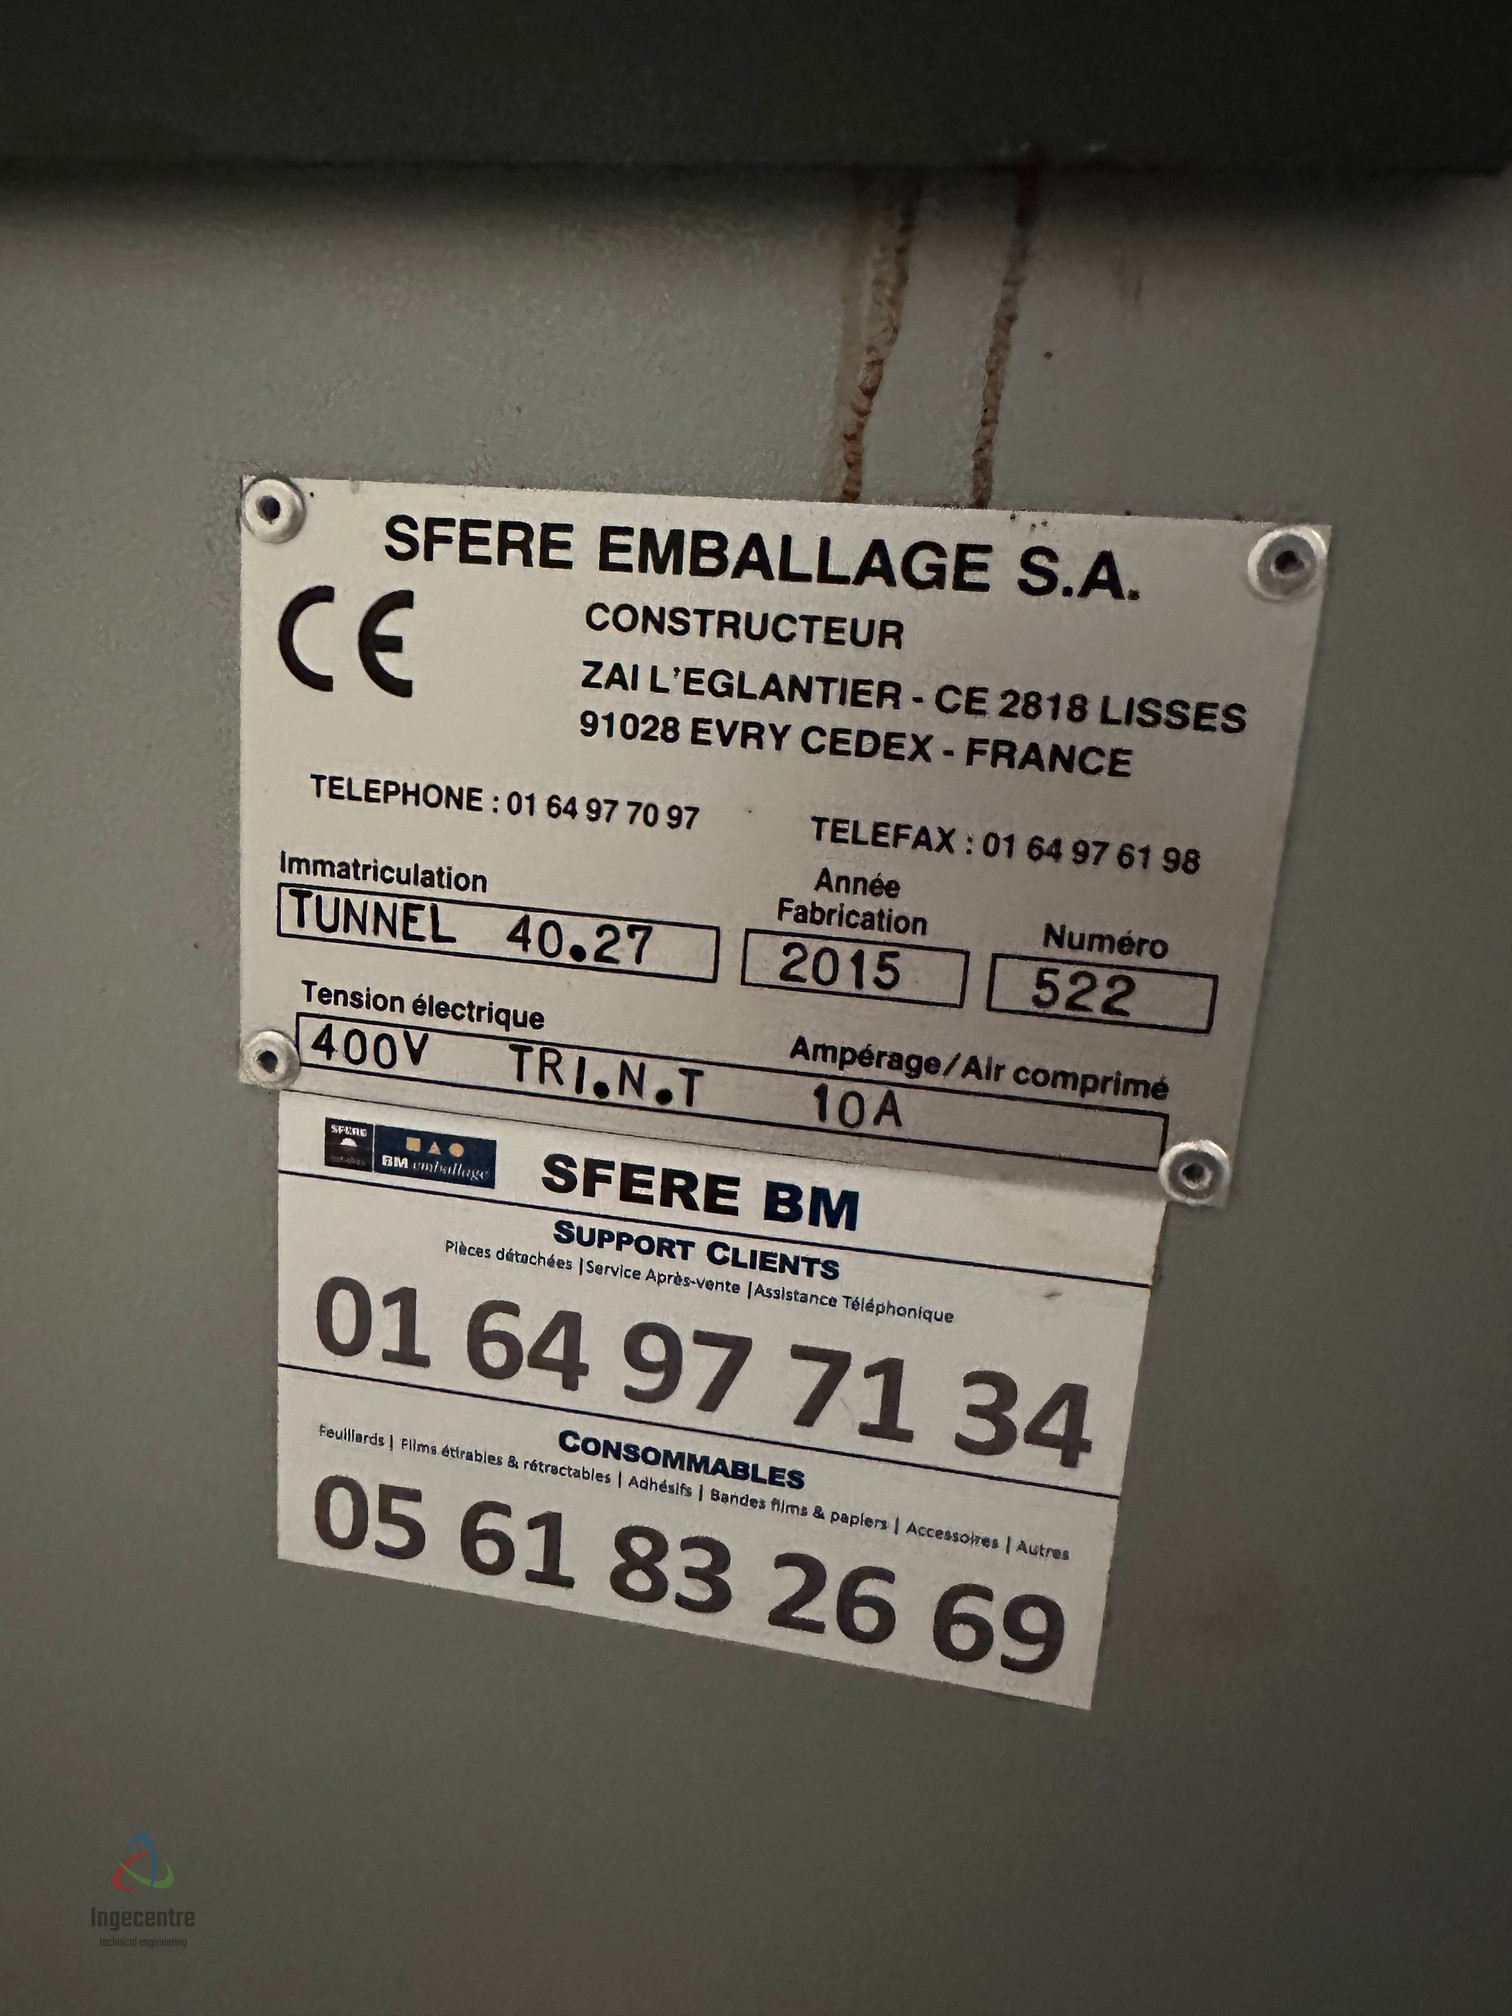 SFERE EMBALLAGE S.A.
CE
CONSTRUCTEUR
ZAI L'EGLANTIER - CE 2818 LISSES
91028 EVRY CEDEX - FRANCE
TELEPHONE : 01 64 97 70 97
TELEFAX : 01 64 97 61 98
Immatriculation
Année
Fabrication
Numéro
TUNNEL 40.27
2015
522
Tension électrique
Ampérage/Air comprimé
400V TRI.N.T 10A
SFERE
BM emballage
SFERE BM
SUPPORT CLIENTS
Pièces détachées | Service Après-vente | Assistance Téléphonique
01 64 97 71 34
CONSOMMABLES
Feuillards | Films étirables & rétractables | Adhésifs | Bandes films & papiers | Accessoires | Autres
05 61 83 26 69
Ingecentre
technical engineering